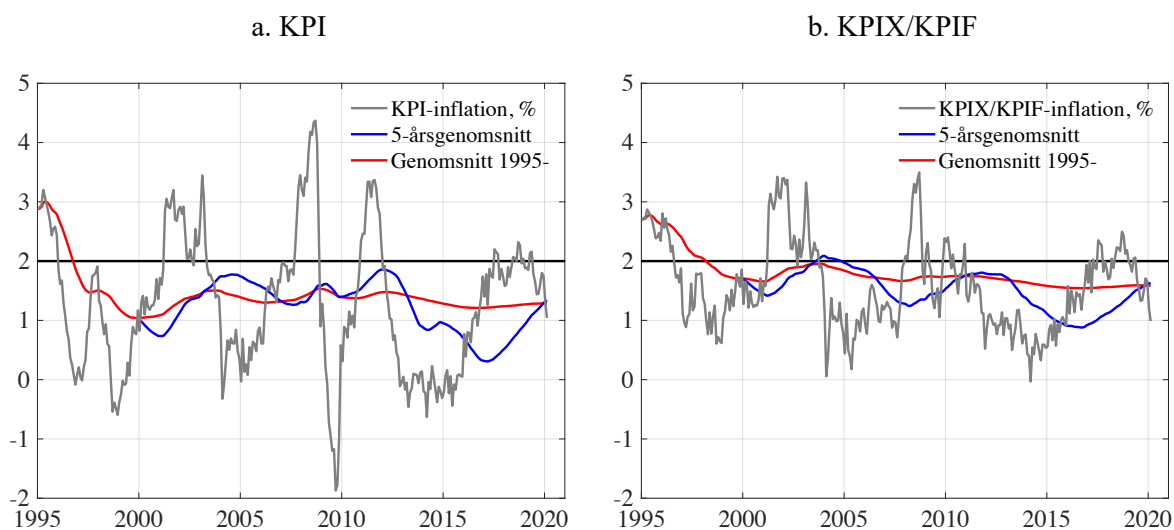 a. KPI
5
4
3
2
1
0
-1
-2
1995 2000 2005 2010 2015 2020
KPI-inflation, %
5-årsgenomsnitt
Genomsnitt 1995-
b. KPIX/KPIF
5
4
3
2
1
0
-1
-2
1995 2000 2005 2010 2015 2020
KPIX/KPIF-inflation, %
5-årsgenomsnitt
Genomsnitt 1995-